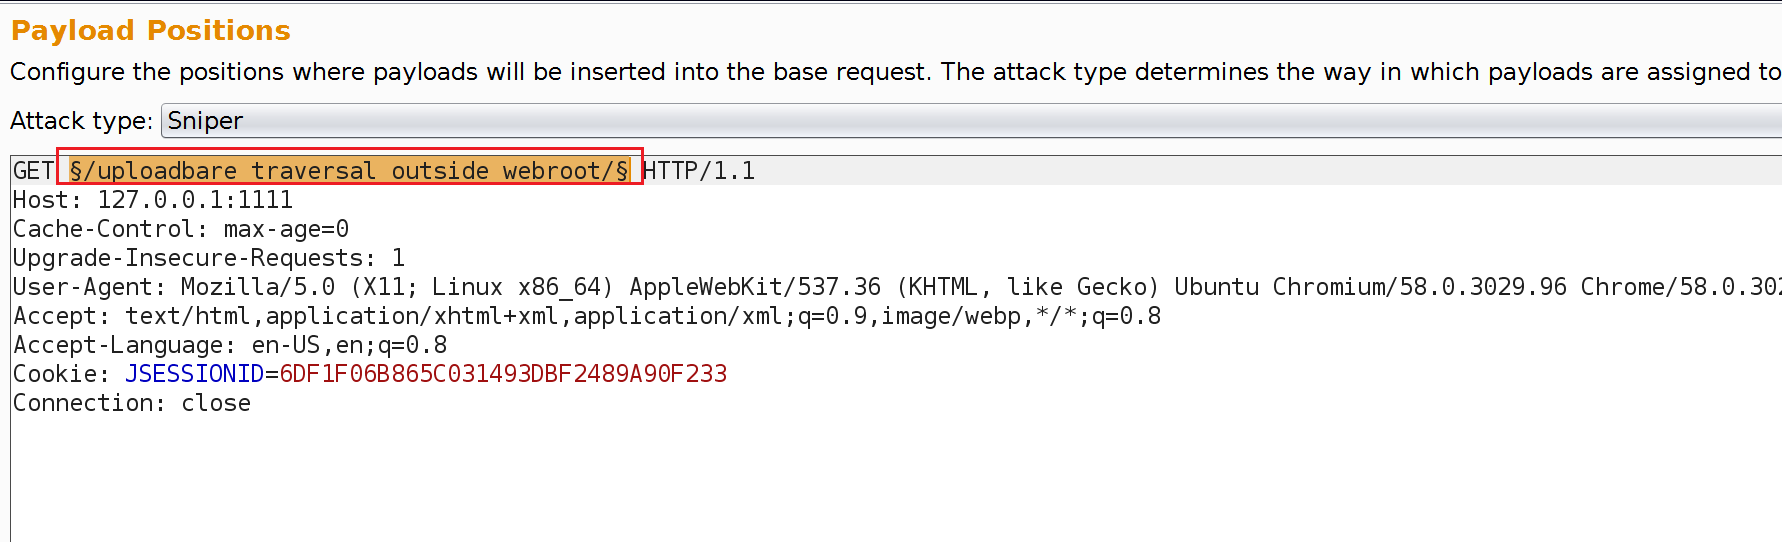 Payload Positions
Configure the positions where payloads will be inserted into the base request. The attack type determines the way in which payloads are assigned to
Attack type: Sniper
GET §/uploadbare traversal outside webroot/§ HTTP/1.1
Host: 127.0.0.1:1111
Cache-Control: max-age=0
Upgrade-Insecure-Requests: 1
User-Agent: Mozilla/5.0 (X11; Linux x86_64) AppleWebKit/537.36 (KHTML, like Gecko) Ubuntu Chromium/58.0.3029.96 Chrome/58.0.302
Accept: text/html,application/xhtml+xml,application/xml;q=0.9,image/webp,*/*;q=0.8
Accept-Language: en-US,en;q=0.8
Cookie: JSESSIONID=6DF1F06B865C031493DBF2489A90F233
Connection: close